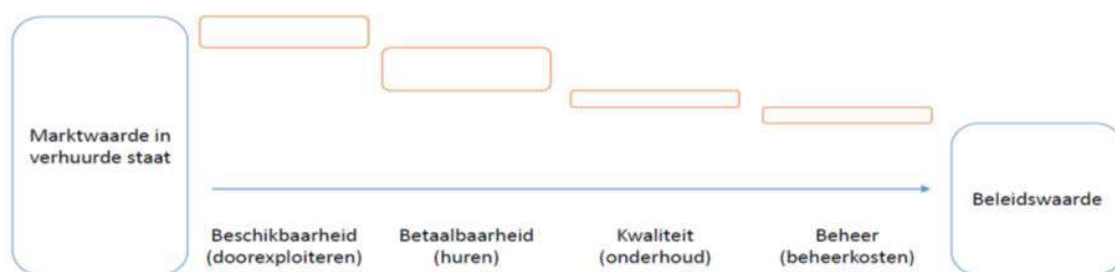 Marktwaarde in
verhuurde staat
Beschikbaarheid
(doorexploiteren)
Betaalbaarheid
(huren)
Kwaliteit
(onderhoud)
Beheer
(beheerkosten)
Beleidswaarde